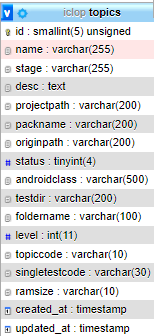 iclop topics
id : smallint(5) unsigned
name : varchar(255)
stage : varchar(255)
desc : text
projectpath : varchar(200)
packname : varchar(200)
originpath : varchar(200)
status : tinyint(4)
androidclass : varchar(500)
testdir : varchar(200)
foldername : varchar(100)
level : int(11)
topiccode : varchar(10)
singletestcode : varchar(30)
ramsize : varchar(10)
created_at : timestamp
updated_at : timestamp